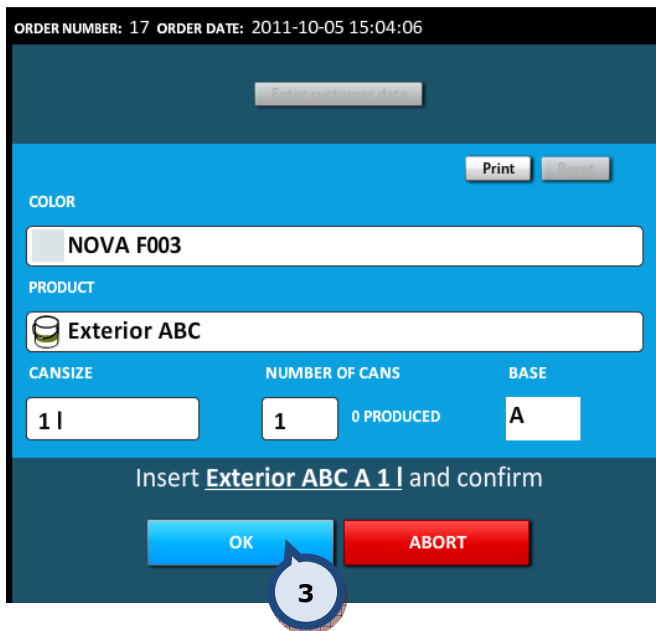 ORDER NUMBER: 17 ORDER DATE: 2011-10-05 15:04:06
Enter customer data
Print Reset
COLOR
NOVA F003
PRODUCT
Exterior ABC
CANSIZE NUMBER OF CANS BASE
1 l 1 0 PRODUCED A
Insert Exterior ABC A 1 l and confirm
OK ABORT
3